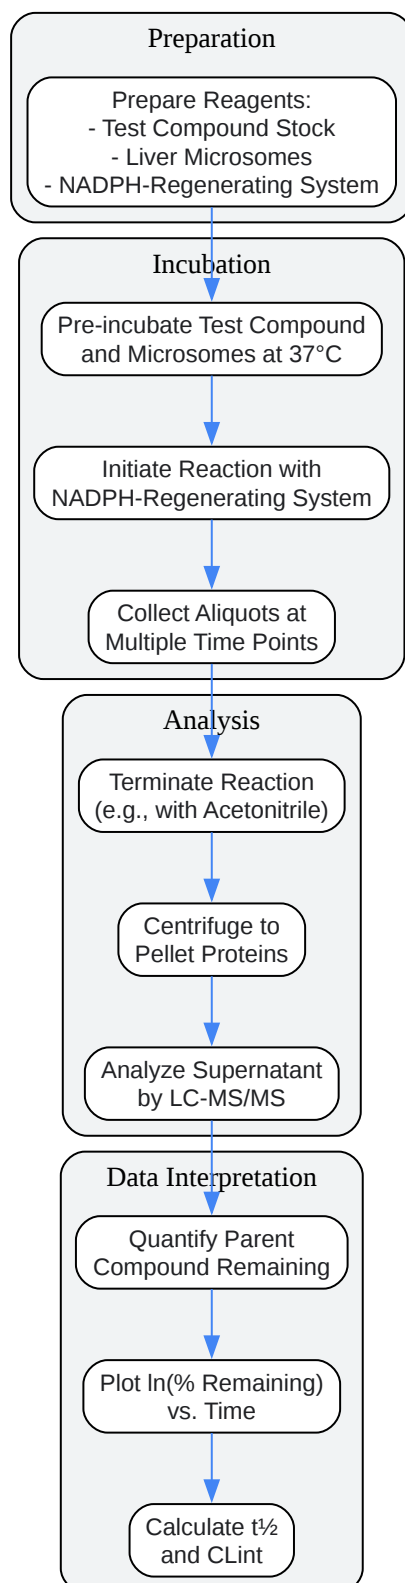 Preparation
Prepare Reagents:
- Test Compound Stock
- Liver Microsomes
- NADPH-Regenerating System
Incubation
Pre-incubate Test Compound
and Microsomes at 37°C
Initiate Reaction with
NADPH-Regenerating System
Collect Aliquots at
Multiple Time Points
Analysis
Terminate Reaction
(e.g., with Acetonitrile)
Centrifuge to
Pellet Proteins
Analyze Supernatant
by LC-MS/MS
Data Interpretation
Quantify Parent
Compound Remaining
Plot ln(% Remaining)
vs. Time
Calculate t½
and CLint